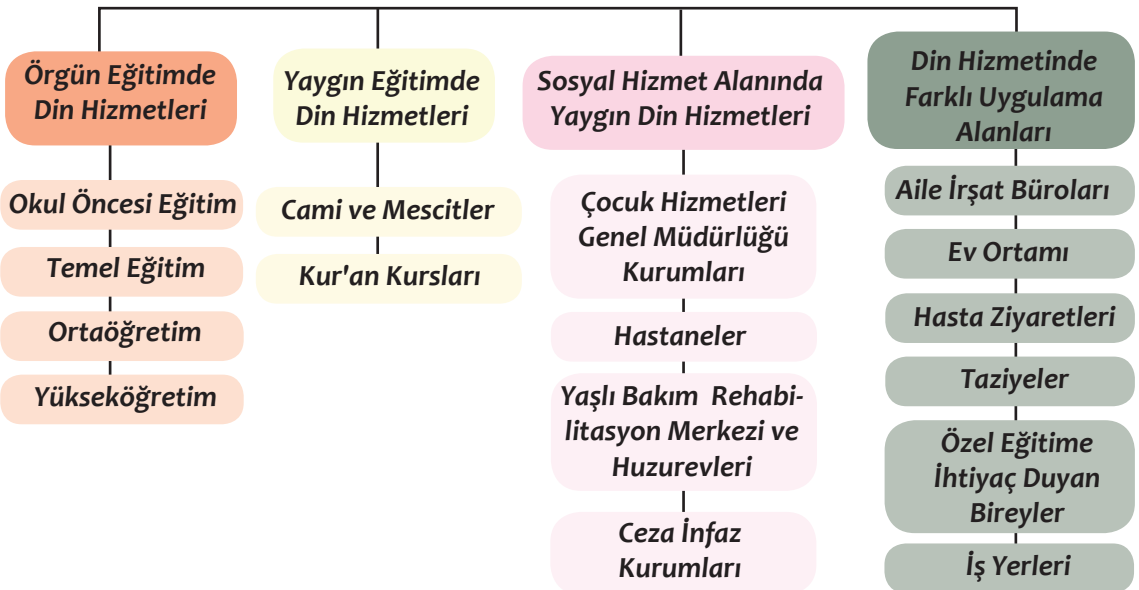 Örgün Eğitimde
Din Hizmetleri
Okul Öncesi Eğitim
Temel Eğitim
Ortaöğretim
Yükseköğretim
Yaygın Eğitimde
Din Hizmetleri
Cami ve Mescitler
Kur'an Kursları
Sosyal Hizmet Alanında
Yaygın Din Hizmetleri
Çocuk Hizmetleri
Genel Müdürlüğü
Kurumları
Hastaneler
Yaşlı Bakım Rehabi-
litasyon Merkezi ve
Huzurevleri
Ceza İnfaz
Kurumları
Din Hizmetinde
Farklı Uygulama
Alanları
Aile İrşat Büroları
Ev Ortamı
Hasta Ziyaretleri
Taziyeler
Özel Eğitime
İhtiyaç Duyan
Bireyler
İş Yerleri